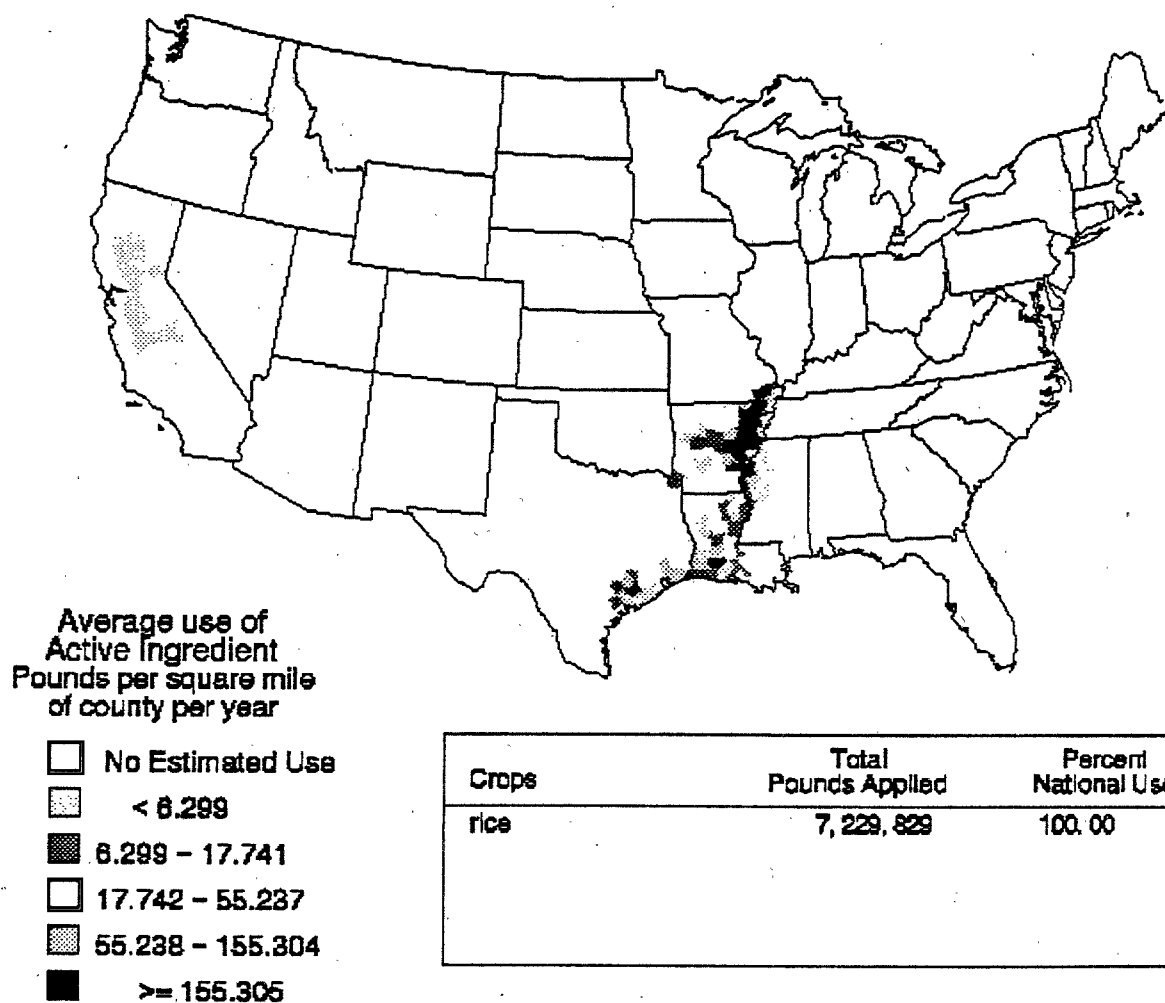 Average use of
Active Ingredient
Pounds per square mile
of county per year
No Estimated Use
< 6.299
6.299 - 17.741
17.742 - 55.237
55.238 - 155.304
>= 155.305
Crops Total Pounds Applied Percent National Use
rice 7,229,829 100.00